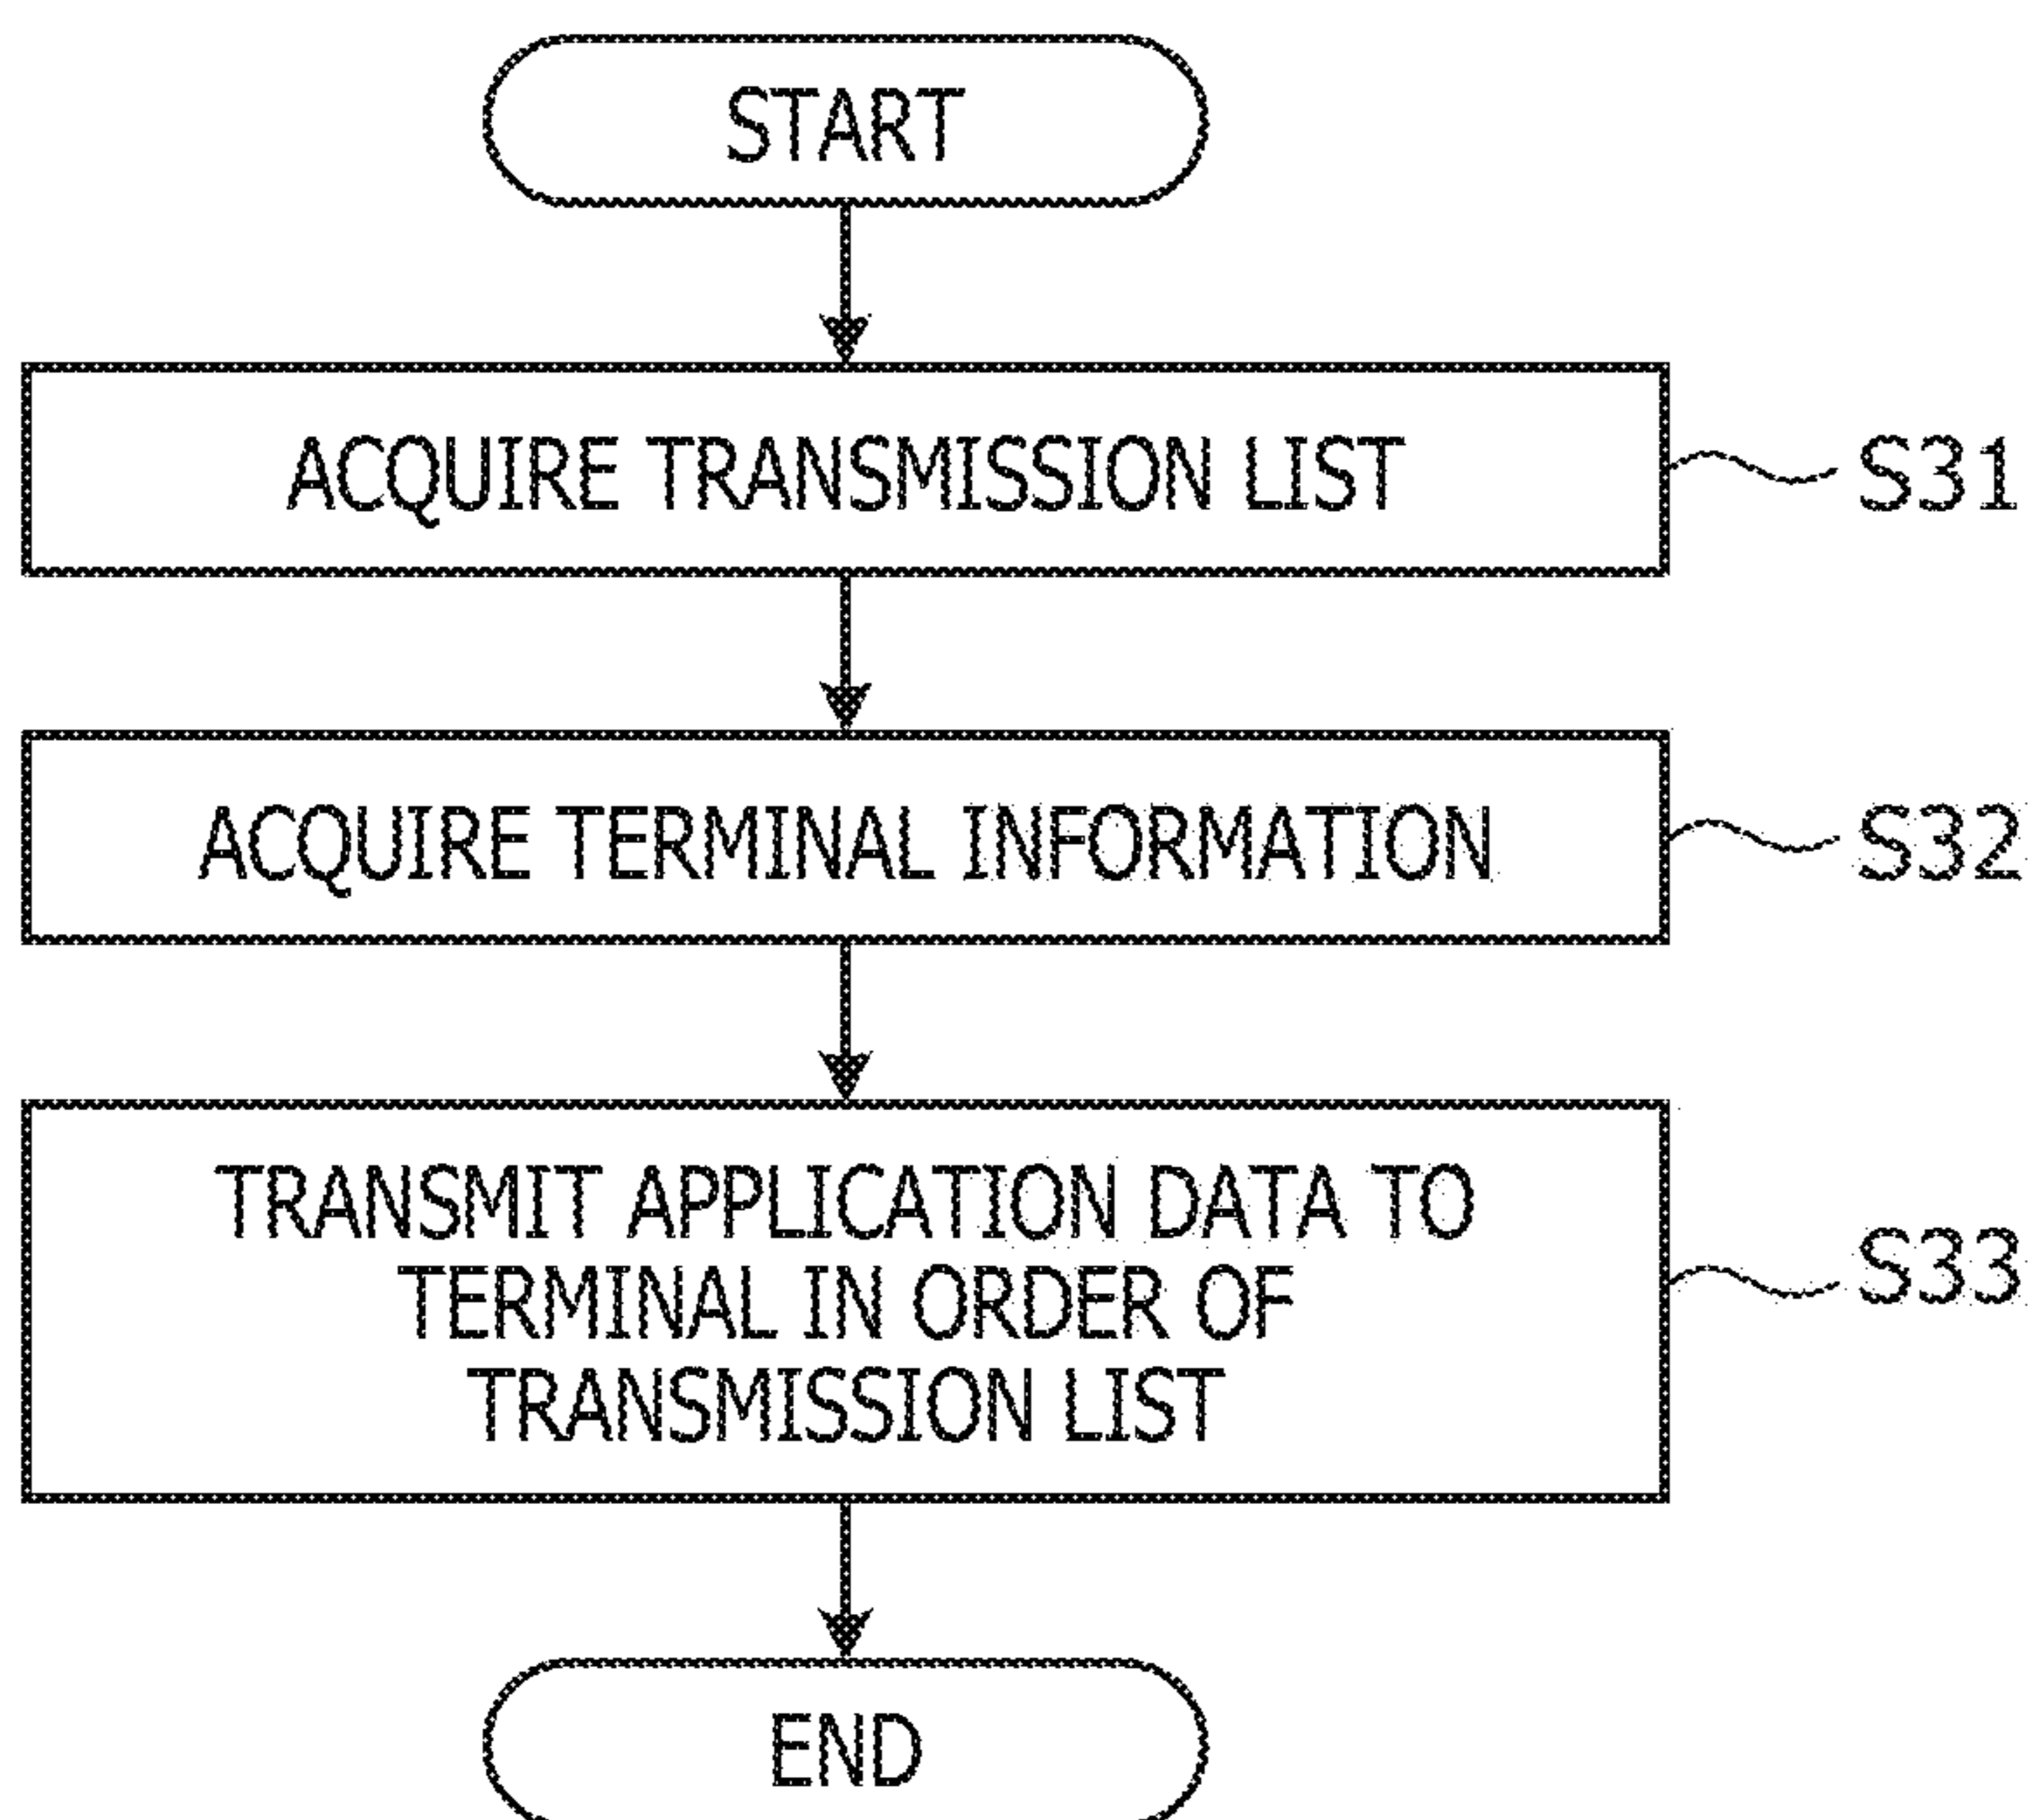 START
ACQUIRE TRANSMISSION LIST
S31
ACQUIRE TERMINAL INFORMATION
S32
TRANSMIT APPLICATION DATA TO
TERMINAL IN ORDER OF
TRANSMISSION LIST
S33
END